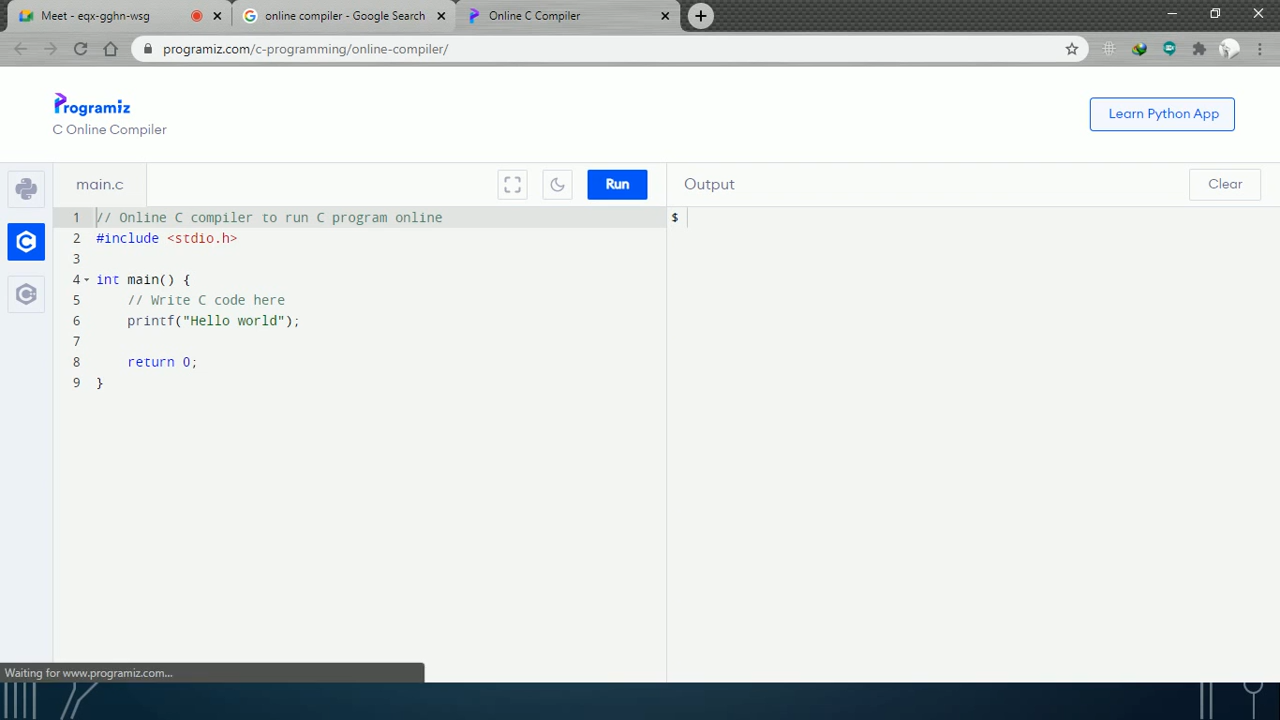 Meet - eqx-gghn-wsg
online compiler - Google Search
Online C Compiler
programiz.com/c-programming/online-compiler/
Programiz
C Online Compiler
Learn Python App
main.c
Run
Output
Clear
1 // Online C compiler to run C program online
2 #include <stdio.h>
3
4 int main() {
5     // Write C code here
6     printf("Hello world");
7
8     return 0;
9 }
$
Waiting for www.programiz.com...